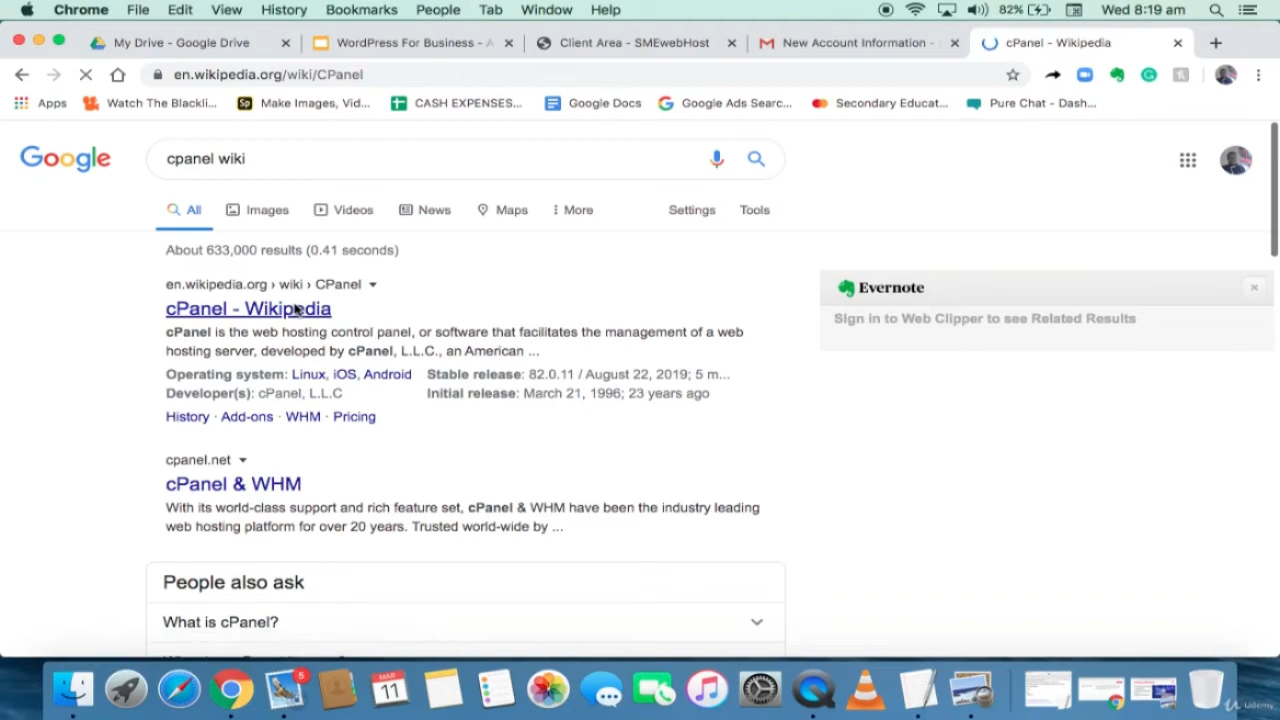 Chrome File Edit View History Bookmarks People Tab Window Help 82% Wed 8:19 am
My Drive - Google Drive WordPress For Business - A Client Area - SMEwebHost New Account Information - cPanel - Wikipedia
en.wikipedia.org/wiki/CPanel
Apps Watch The Blackli... Sp Make Images, Vid... CASH EXPENSES... Google Docs Google Ads Searc... Secondary Educat... Pure Chat - Dash...
Google cpanel wiki
All Images Videos News Maps More Settings Tools
About 633,000 results (0.41 seconds)
en.wikipedia.org › wiki › CPanel
cPanel - Wikipedia
cPanel is the web hosting control panel, or software that facilitates the management of a web
hosting server, developed by cPanel, L.L.C., an American ...
Operating system: Linux, iOS, Android Stable release: 82.0.11 / August 22, 2019; 5 m...
Developer(s): cPanel, L.L.C Initial release: March 21, 1996; 23 years ago
History · Add-ons · WHM · Pricing
Evernote
Sign in to Web Clipper to see Related Results
cpanel.net
cPanel & WHM
With its world-class support and rich feature set, cPanel & WHM have been the industry leading
web hosting platform for over 20 years. Trusted world-wide by ...
People also ask
What is cPanel?
5
MAR
11
Udemy